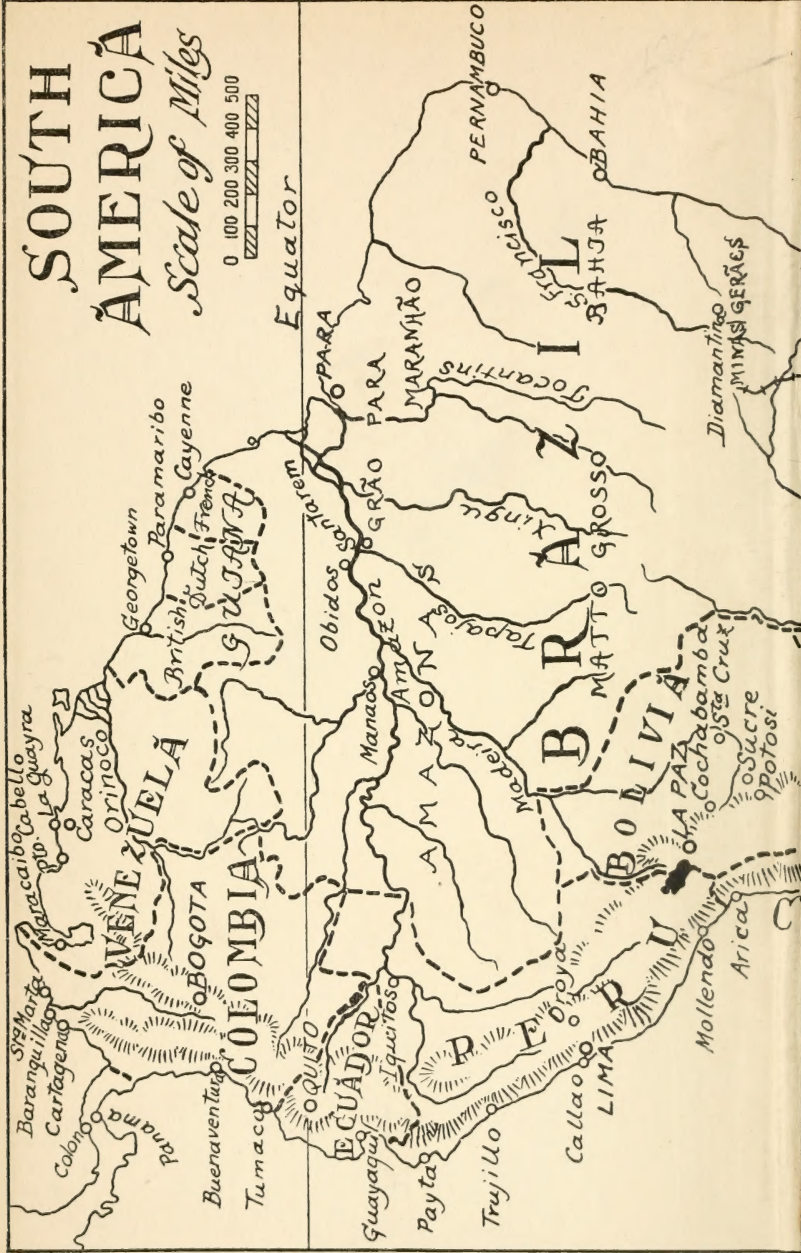 SOUTH
AMERICA
Scale of Miles
0 100 200 300 400 500
Equator
Colon
Panama
Sta Marta
Baranquilla
Cartagena
Maracaibo
Pto. Cabello
La Guayra
Caracas
Orinoco
VENEZUELA
Georgetown
Paramaribo
Cayenne
British
Dutch
French
GUIANA
BOGOTA
COLOMBIA
Buenaventura
Tumaco
QUITO
ECUADOR
Guayaquil
Iquitos
Payta
Trujillo
PERU
Callao
LIMA
Oroya
Mollendo
Arica
C
Obidos
Santarem
Manaos
Amazon
AMAZONAS
Madeira
Tapajos
Xingu
Tocantins
GRÃO PARA
PARA
MARANHÃO
BRAZIL
MATTO GROSSO
PERNAMBUCO
BAHIA
S. Francisco
BAHIA
Diamantino
MINAS GERÃES
BOLIVIA
LA PAZ
Cochabamba
Sta Cruz
Sucre
Potosi